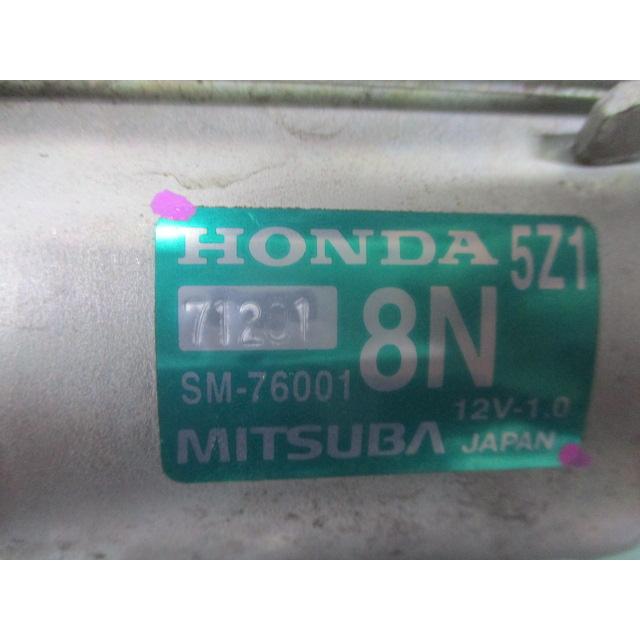 HONDA 5Z1
71201 8N
SM-76001
12V-1.0
MITSUBA JAPAN